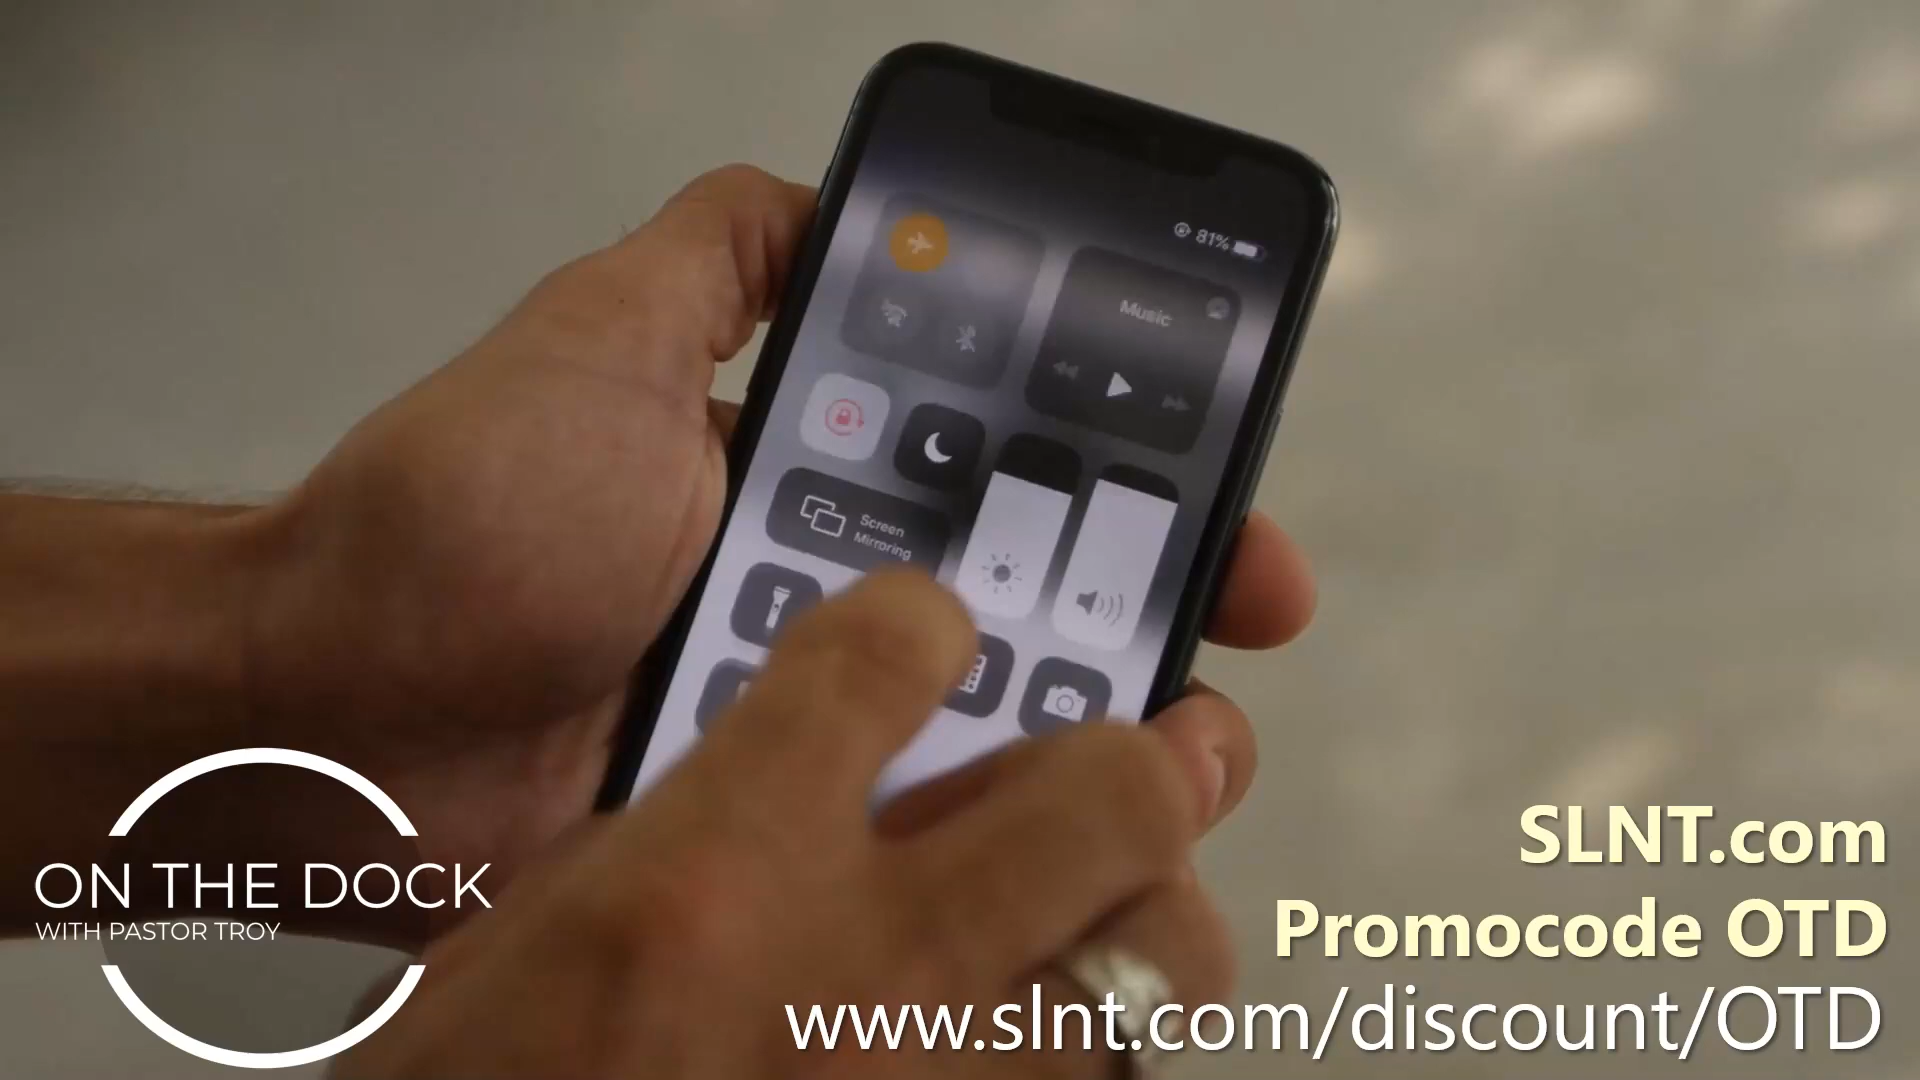 81%
Music
Screen
Mirroring
ON THE DOCK
WITH PASTOR TROY
SLNT.com
Promocode OTD
www.slnt.com/discount/OTD